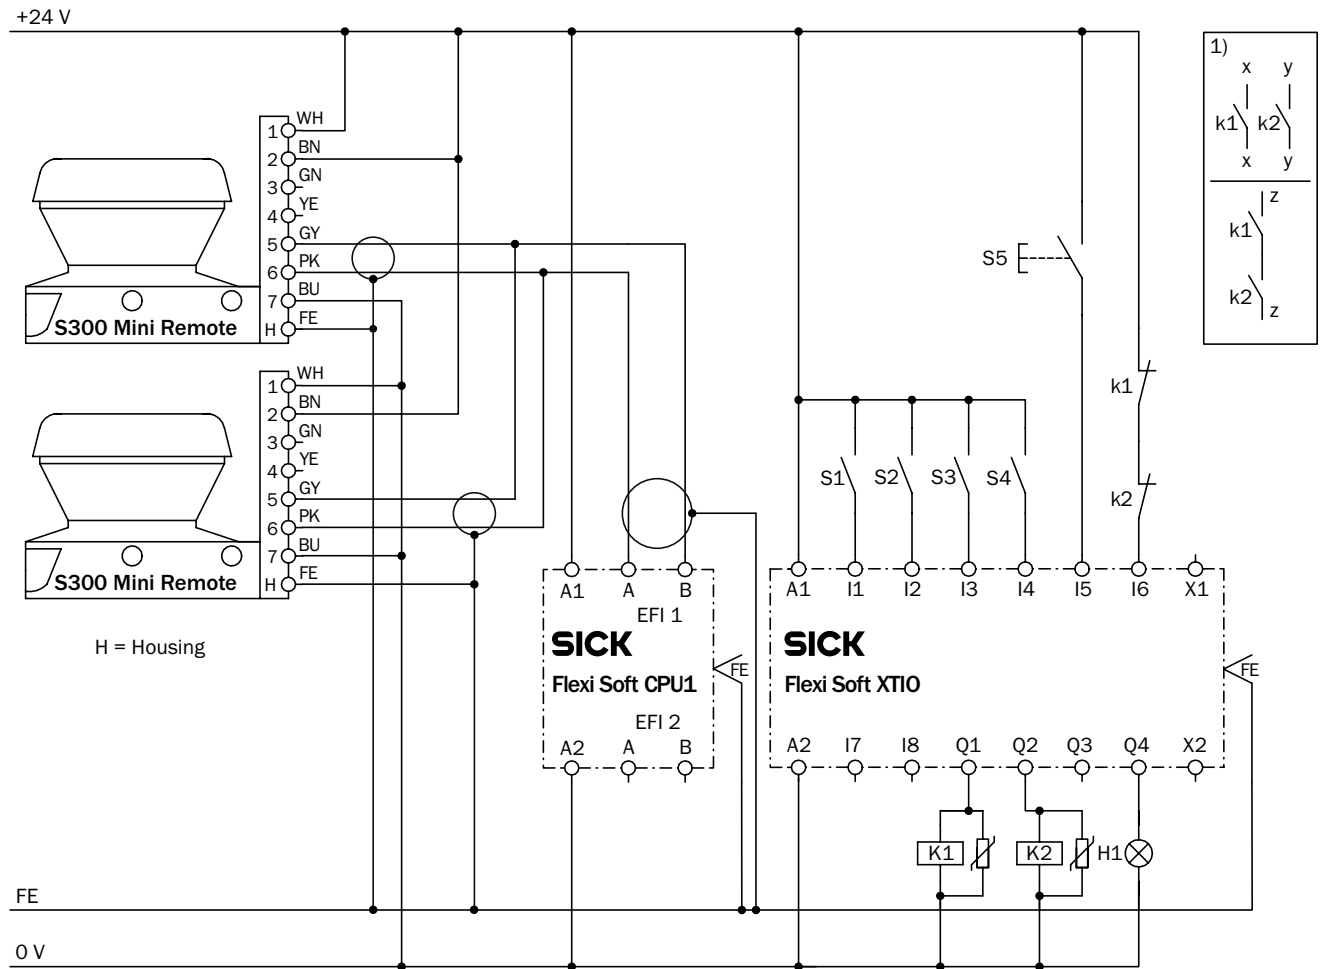 +24 V
1)
x y
k1 k2
x y
z
k1
k2
z
1 WH
2 BN
3 GN
4 YE
5 GY
6 PK
7 BU
H FE
S300 Mini Remote
1 WH
2 BN
3 GN
4 YE
5 GY
6 PK
7 BU
H FE
S300 Mini Remote
H = Housing
S5
k1
k2
S1 S2 S3 S4
A1 A B
EFI 1
SICK
Flexi Soft CPU1
FE
EFI 2
A2 A B
A1 I1 I2 I3 I4 I5 I6 X1
SICK
Flexi Soft XTIO
FE
A2 I7 I8 Q1 Q2 Q3 Q4 X2
K1 K2 H1
FE
0 V